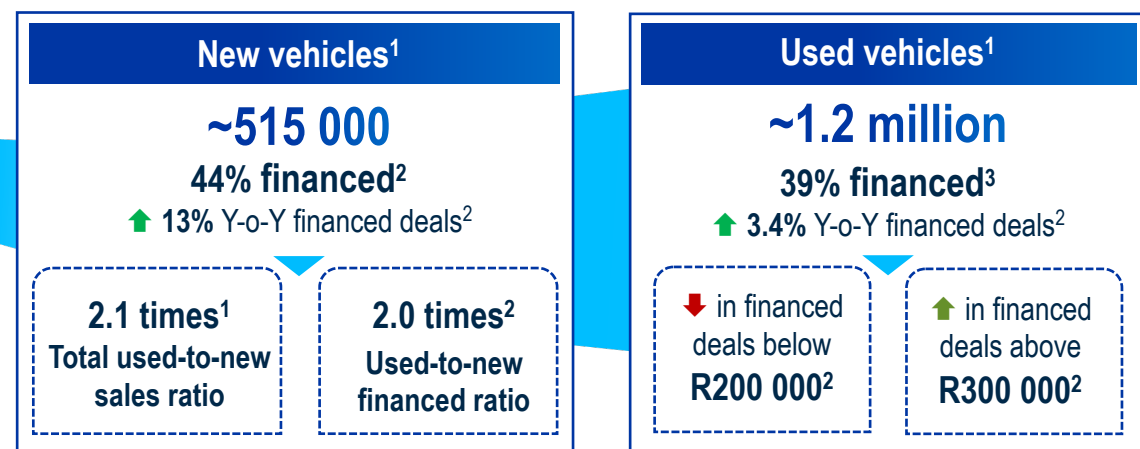 New vehicles¹
~515 000
44% financed²
13% Y-o-Y financed deals²
2.1 times¹
Total used-to-new
sales ratio
2.0 times²
Used-to-new
financed ratio
Used vehicles¹
~1.2 million
39% financed³
3.4% Y-o-Y financed deals²
in financed
deals below
R200 000²
in financed
deals above
R300 000²